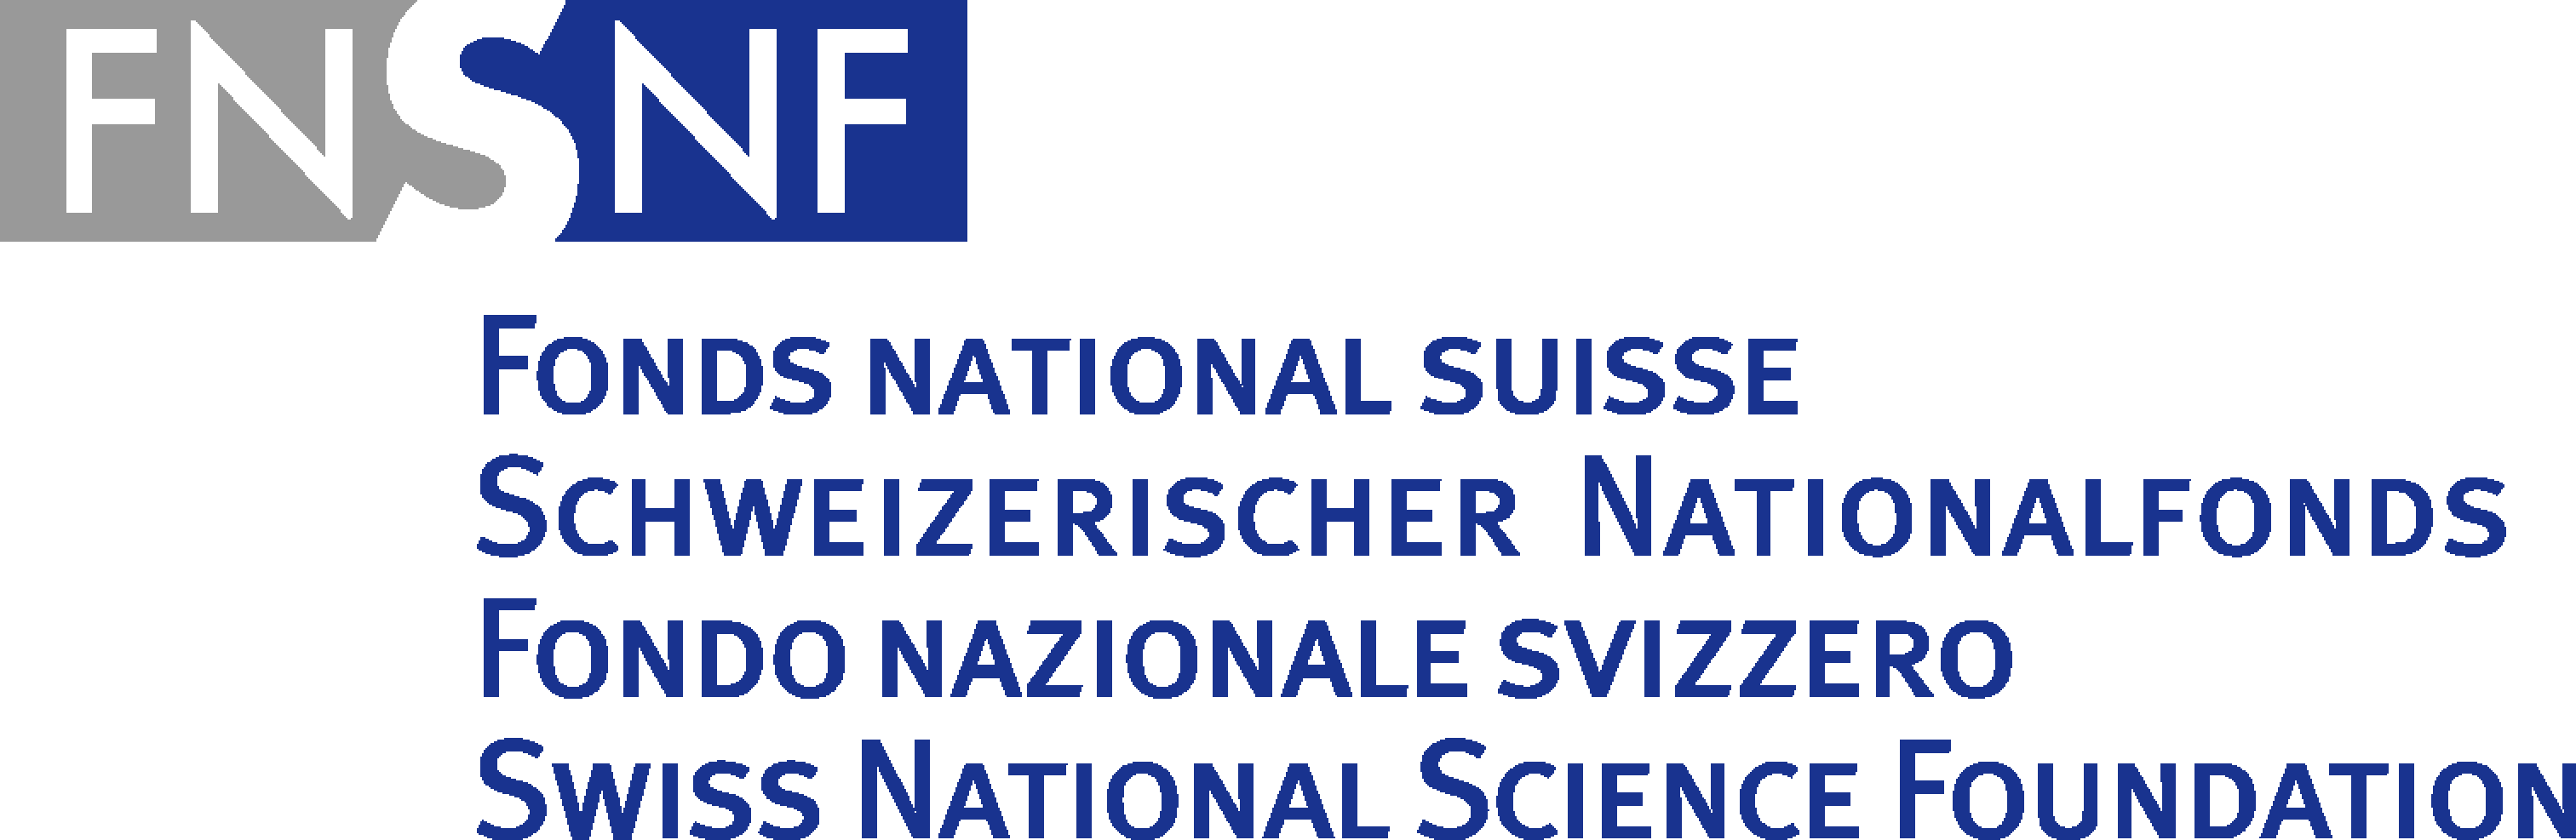 FNSNF
FONDS NATIONAL SUISSE
SCHWEIZERISCHER NATIONALFONDS
FONDO NAZIONALE SVIZZERO
SWISS NATIONAL SCIENCE FOUNDATION